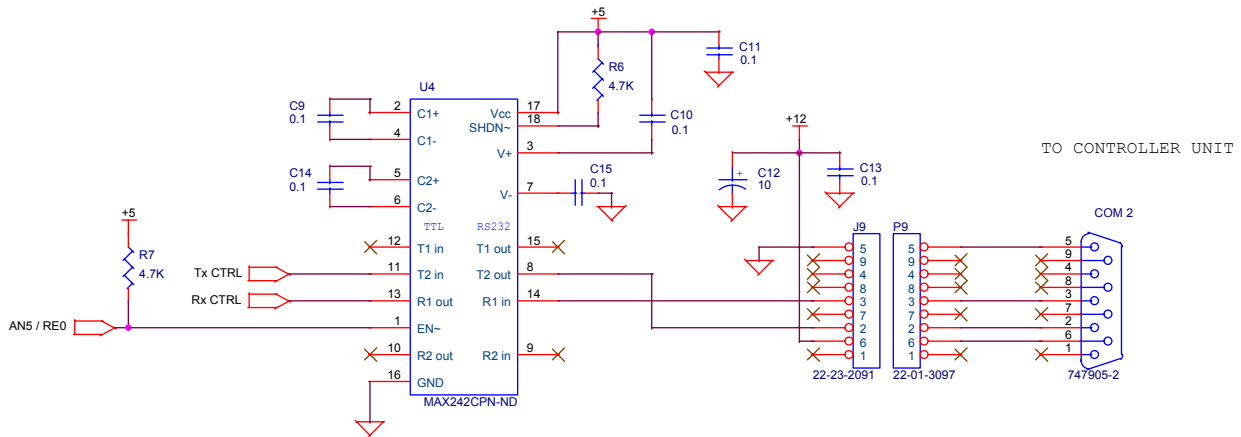 +5
C11
0.1
R6
4.7K
U4
C9
0.1
2
C1+
4
C1-
17
Vcc
18
SHDN~
3
V+
C10
0.1
C14
0.1
5
C2+
6
C2-
7
V-
C15
0.1
+12
C12
10
+
C13
0.1
TO CONTROLLER UNIT
TTL
RS232
+5
R7
4.7K
12
T1 in
15
T1 out
Tx CTRL
11
T2 in
8
T2 out
Rx CTRL
13
R1 out
14
R1 in
AN5 / RE0
1
EN~
10
R2 out
9
R2 in
16
GND
MAX242CPN-ND
J9
5
9
4
8
3
7
2
6
1
22-23-2091
P9
5
9
4
8
3
7
2
6
1
22-01-3097
COM 2
5
9
4
8
3
7
2
6
1
747905-2